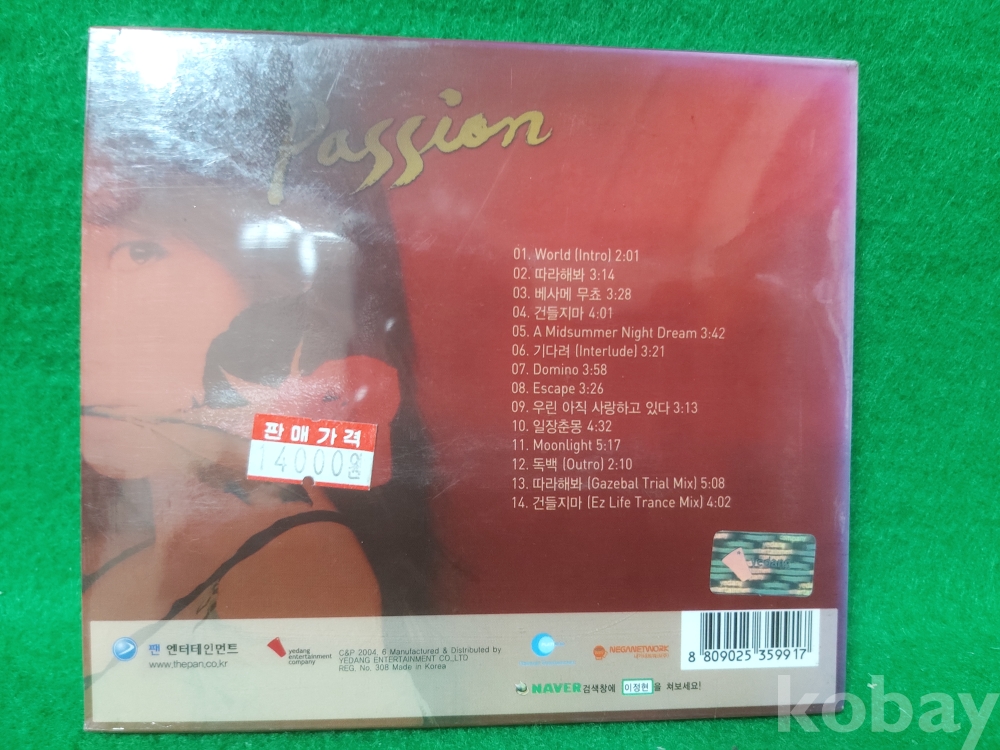 Passion
01. World (Intro) 2:01
02. 따라해봐 3:14
03. 베사메 무쵸 3:28
04. 건들지마 4:01
05. A Midsummer Night Dream 3:42
06. 기다려 (Interlude) 3:21
07. Domino 3:58
08. Escape 3:26
09. 우린 아직 사랑하고 있다 3:13
10. 일장춘몽 4:32
11. Moonlight 5:17
12. 독백 (Outro) 2:10
13. 따라해봐 (Gazebal Trial Mix) 5:08
14. 건들지마 (Ez Life Trance Mix) 4:02
판매가격
14000원
팬 엔터테인먼트
www.thepan.co.kr
yedang
entertainment
company
C&P 2004. 6 Manufactured & Distributed by
YEDANG ENTERTAINMENT CO.,LTD
REG. No. 308 Made in Korea
NEGANETWORK
8 809025 359917
NAVER 검색창에 이정현 을 쳐보세요!
kobay